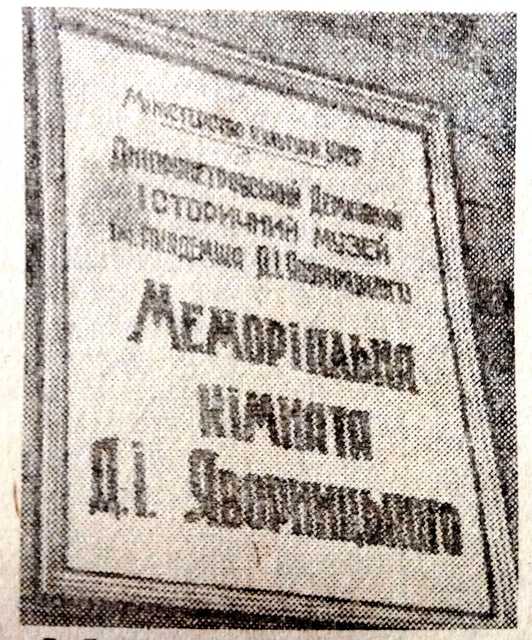 Міністерство культури УРСР
Дніпропетровський Державний
Історичний музей
ім. академіка Д.І. Яворницького
Меморіальна
кімната
Д.І. Яворницького